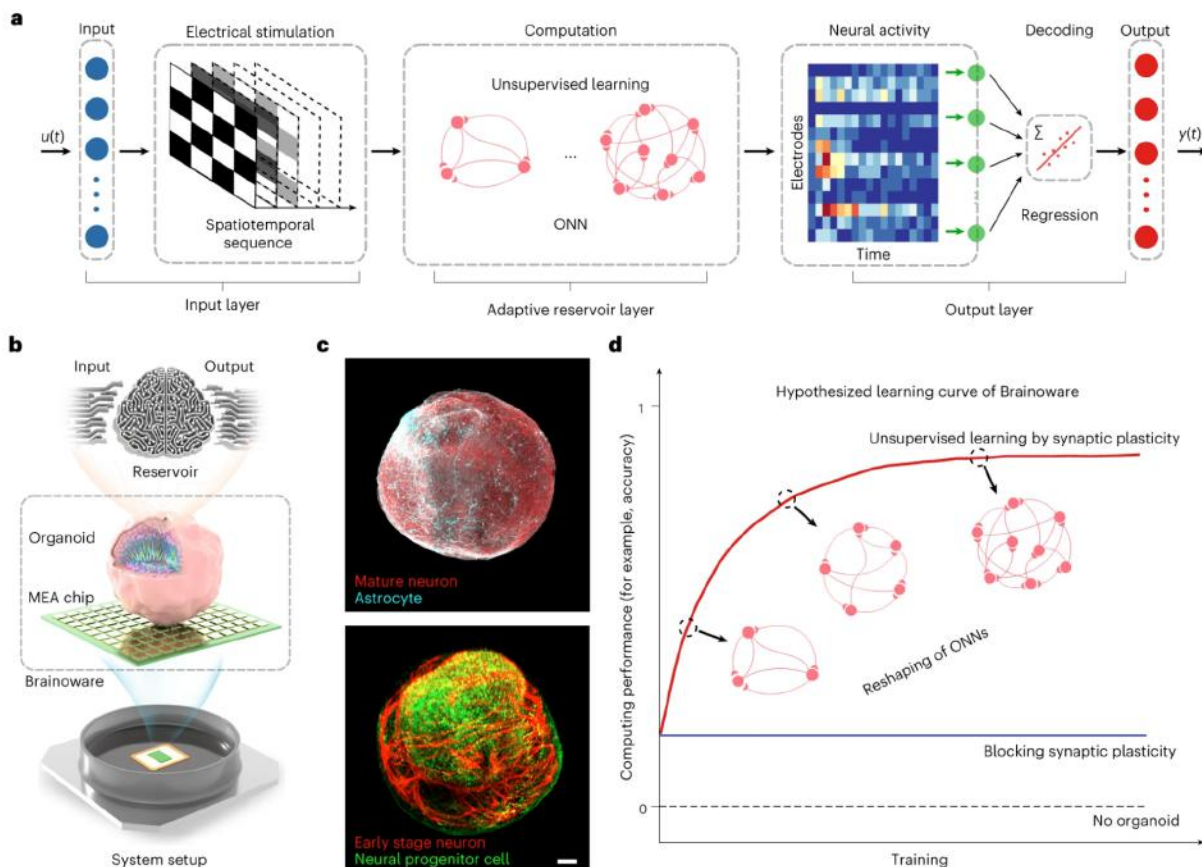 a
Input
Electrical stimulation
Computation
Neural activity
Decoding
Output
u(t)
Spatiotemporal
sequence
Unsupervised learning
...
ONN
Electrodes
Time
Σ
Regression
y(t)
Input layer
Adaptive reservoir layer
Output layer
b
Input
Output
Reservoir
Organoid
MEA chip
Brainoware
System setup
c
Mature neuron
Astrocyte
Early stage neuron
Neural progenitor cell
d
Computing performance (for example, accuracy)
1
0
Hypothesized learning curve of Brainoware
Unsupervised learning by synaptic plasticity
Reshaping of ONNs
Blocking synaptic plasticity
No organoid
Training